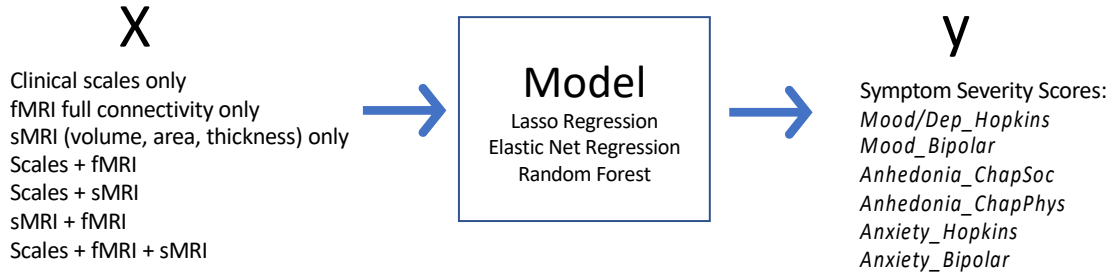 X
Clinical scales only
fMRI full connectivity only
sMRI (volume, area, thickness) only
Scales + fMRI
Scales + sMRI
sMRI + fMRI
Scales + fMRI + sMRI
Model
Lasso Regression
Elastic Net Regression
Random Forest
y
Symptom Severity Scores:
Mood/Dep_Hopkins
Mood_Bipolar
Anhedonia_ChapSoc
Anhedonia_ChapPhys
Anxiety_Hopkins
Anxiety_Bipolar